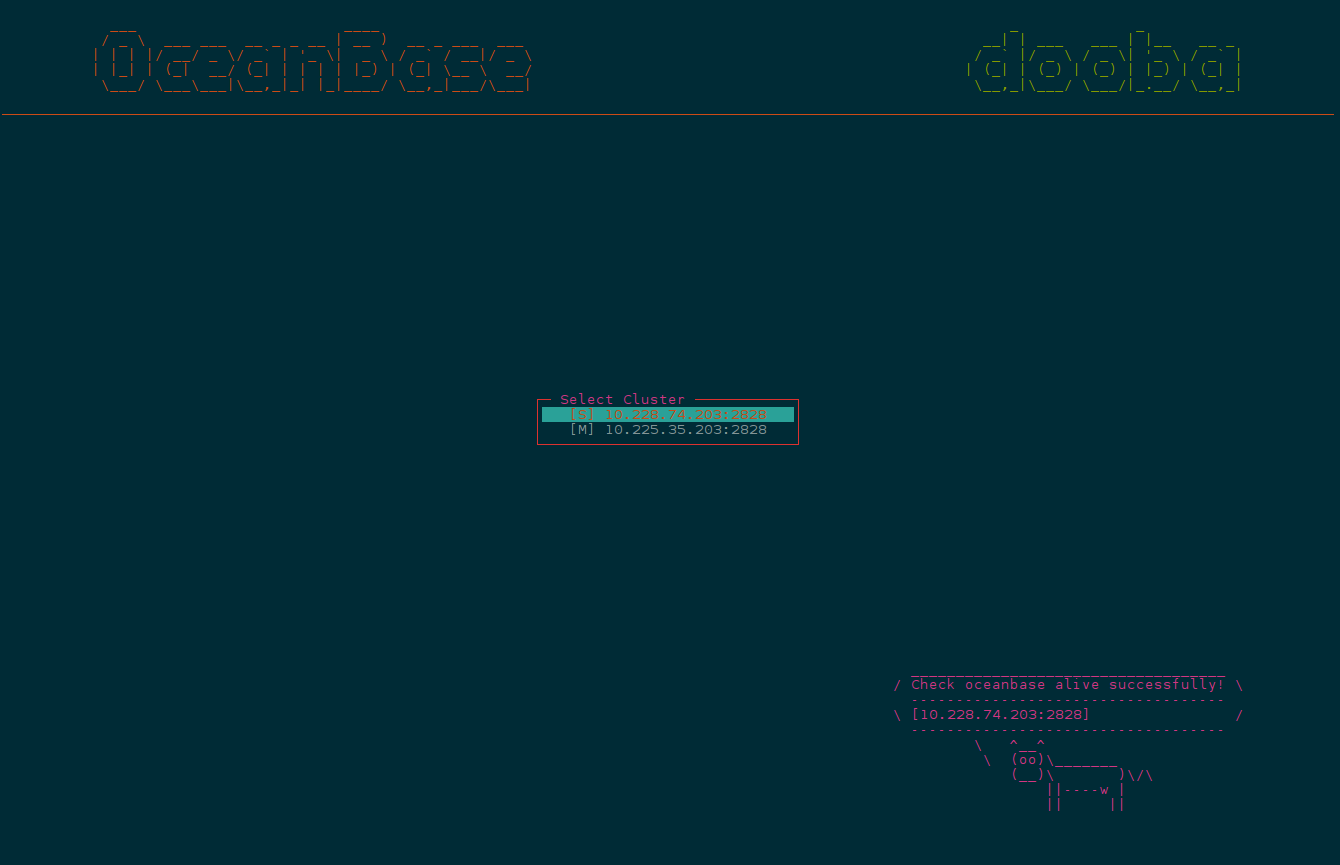 OceanBase
dooba
Select Cluster
[S] 10.228.74.203:2828
[M] 10.225.35.203:2828
Check oceanbase alive successfully!
[10.228.74.203:2828]